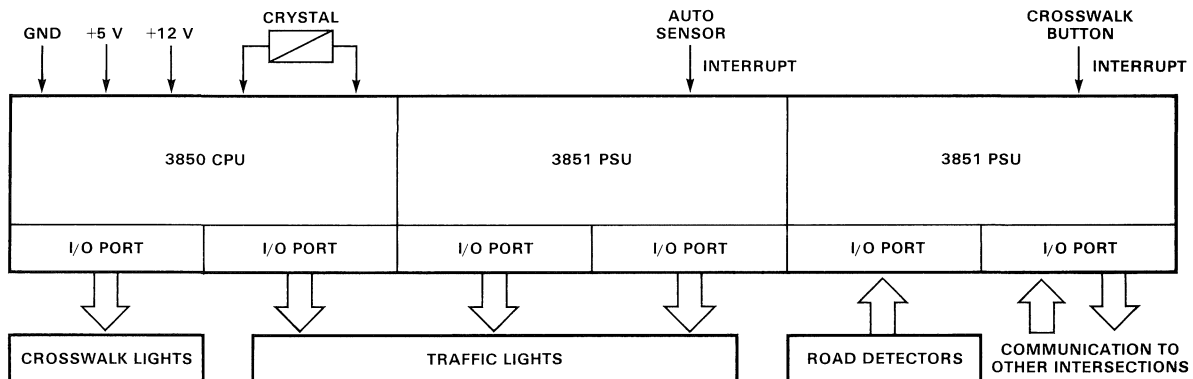 CRYSTAL
AUTO
SENSOR
CROSSWALK
BUTTON
GND +5 V +12 V
INTERRUPT
INTERRUPT
3850 CPU
3851 PSU
3851 PSU
I/O PORT
I/O PORT
I/O PORT
I/O PORT
I/O PORT
I/O PORT
CROSSWALK LIGHTS
TRAFFIC LIGHTS
ROAD DETECTORS
COMMUNICATION TO
OTHER INTERSECTIONS